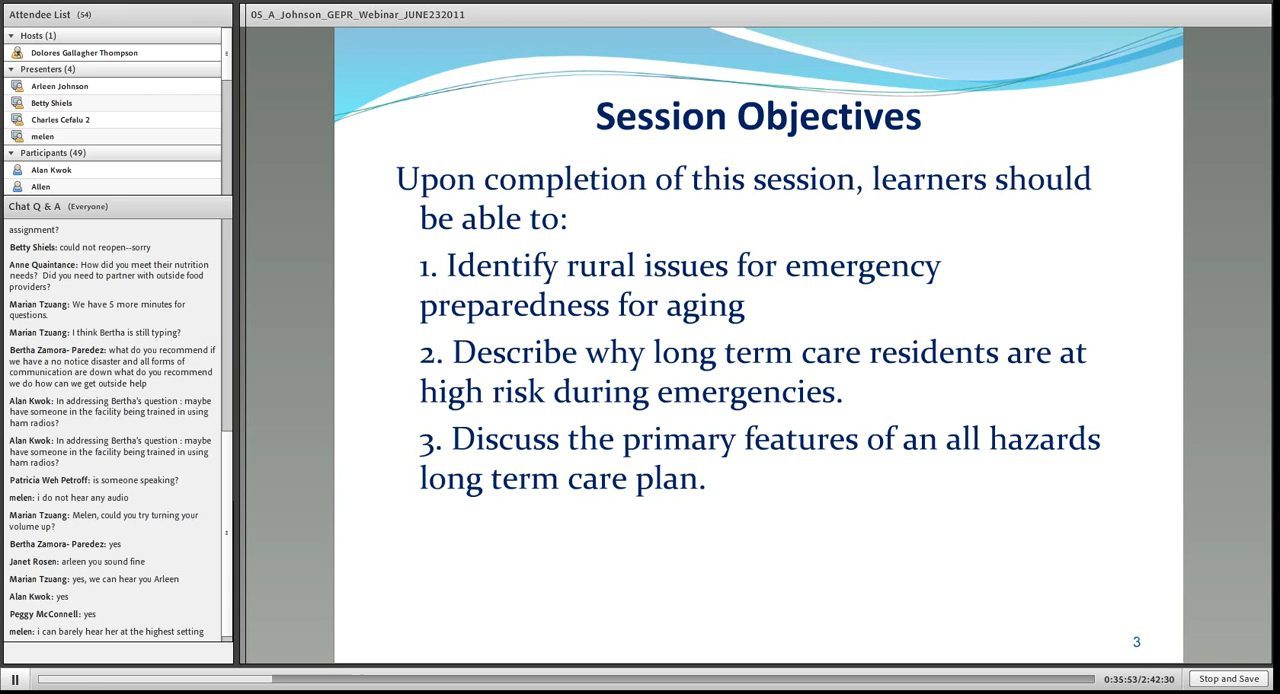 Attendee List (54)
Hosts (1)
Dolores Gallagher Thompson
Presenters (4)
Arleen Johnson
Betty Shiels
Charles Cefalu 2
melen
Participants (49)
Alan Kwok
Allen
Chat Q & A (Everyone)
assignment?
Betty Shiels: could not reopen--sorry
Anne Quaintance: How did you meet their nutrition
needs? Did you need to partner with outside food
providers?
Marian Tzuang: We have 5 more minutes for
questions.
Marian Tzuang: I think Bertha is still typing?
Bertha Zamora- Paredez: what do you recommend if
we have a no notice disaster and all forms of
communication are down what do you recommend
we do how can we get outside help
Alan Kwok: In addressing Bertha's question : maybe
have someone in the facility being trained in using
ham radios?
Alan Kwok: In addressing Bertha's question : maybe
have someone in the facility being trained in using
ham radios?
Patricia Weh Petroff: is someone speaking?
melen: i do not hear any audio
Marian Tzuang: Melen, could you try turning your
volume up?
Bertha Zamora- Paredez: yes
Janet Rosen: arleen you sound fine
Marian Tzuang: yes, we can hear you Arleen
Alan Kwok: yes
Peggy McConnell: yes
melen: i can barely hear her at the highest setting
05_A_Johnson_GEPR_Webinar_JUNE232011
Session Objectives
Upon completion of this session, learners should
be able to:
1. Identify rural issues for emergency
preparedness for aging
2. Describe why long term care residents are at
high risk during emergencies.
3. Discuss the primary features of an all hazards
long term care plan.
3
0:35:53/2:42:30
Stop and Save